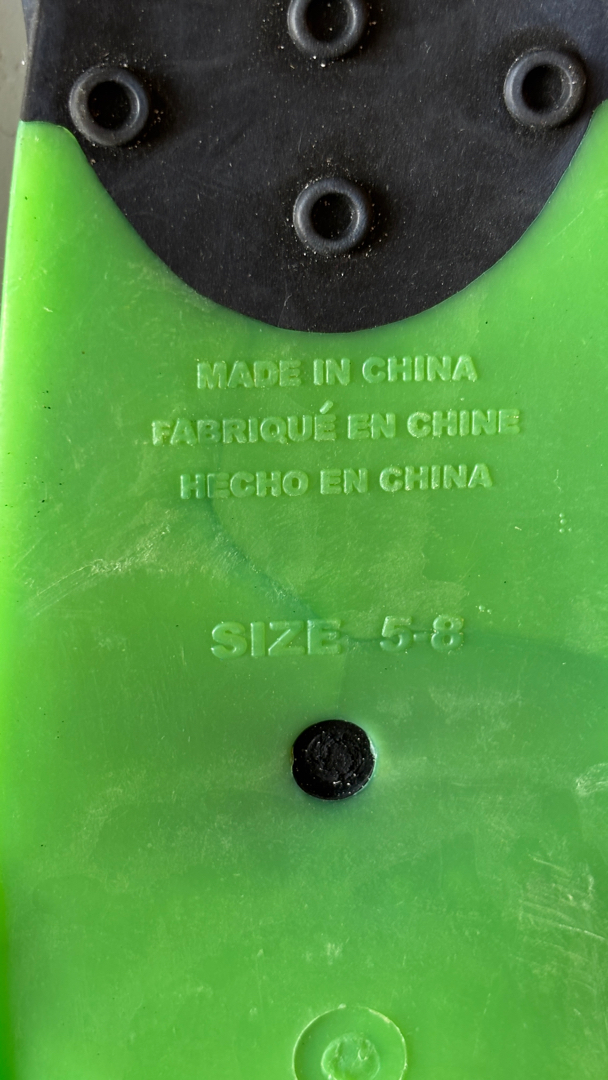 MADE IN CHINA
FABRIQUÉ EN CHINE
HECHO EN CHINA
SIZE 5-8